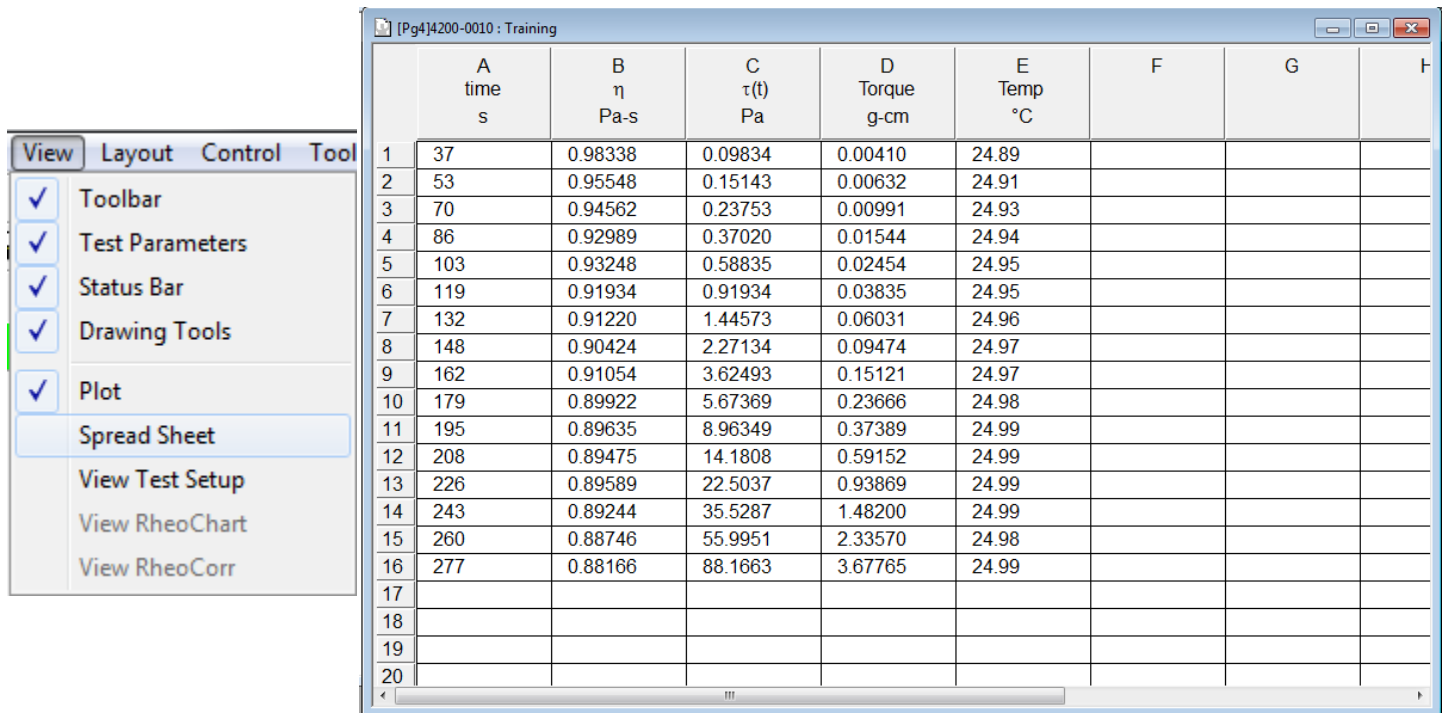 View Layout Control Tool
Toolbar
Test Parameters
Status Bar
Drawing Tools
Plot
Spread Sheet
View Test Setup
View RheoChart
View RheoCorr
[Pg4]4200-0010 : Training
A B C D E F G H
time η τ(t) Torque Temp
s Pa-s Pa g-cm °C
1 37 0.98338 0.09834 0.00410 24.89
2 53 0.95548 0.15143 0.00632 24.91
3 70 0.94562 0.23753 0.00991 24.93
4 86 0.92989 0.37020 0.01544 24.94
5 103 0.93248 0.58835 0.02454 24.95
6 119 0.91934 0.91934 0.03835 24.95
7 132 0.91220 1.44573 0.06031 24.96
8 148 0.90424 2.27134 0.09474 24.97
9 162 0.91054 3.62493 0.15121 24.97
10 179 0.89922 5.67369 0.23666 24.98
11 195 0.89635 8.96349 0.37389 24.99
12 208 0.89475 14.1808 0.59152 24.99
13 226 0.89589 22.5037 0.93869 24.99
14 243 0.89244 35.5287 1.48200 24.99
15 260 0.88746 55.9951 2.33570 24.98
16 277 0.88166 88.1663 3.67765 24.99
17
18
19
20